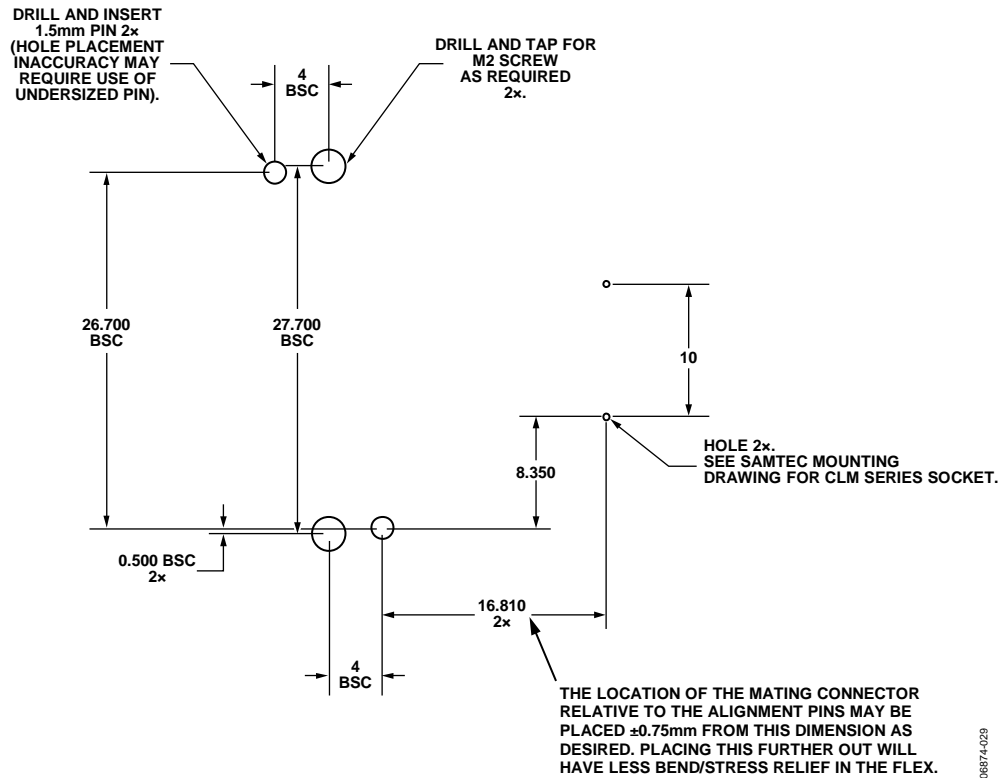 DRILL AND INSERT
1.5mm PIN 2×
(HOLE PLACEMENT
INACCURACY MAY
REQUIRE USE OF
UNDERSIZED PIN).
4
BSC
DRILL AND TAP FOR
M2 SCREW
AS REQUIRED
2×.
26.700
BSC
27.700
BSC
10
8.350
HOLE 2×.
SEE SAMTEC MOUNTING
DRAWING FOR CLM SERIES SOCKET.
0.500 BSC
2×
16.810
2×
4
BSC
THE LOCATION OF THE MATING CONNECTOR
RELATIVE TO THE ALIGNMENT PINS MAY BE
PLACED ±0.75mm FROM THIS DIMENSION AS
DESIRED. PLACING THIS FURTHER OUT WILL
HAVE LESS BEND/STRESS RELIEF IN THE FLEX.
06874-029